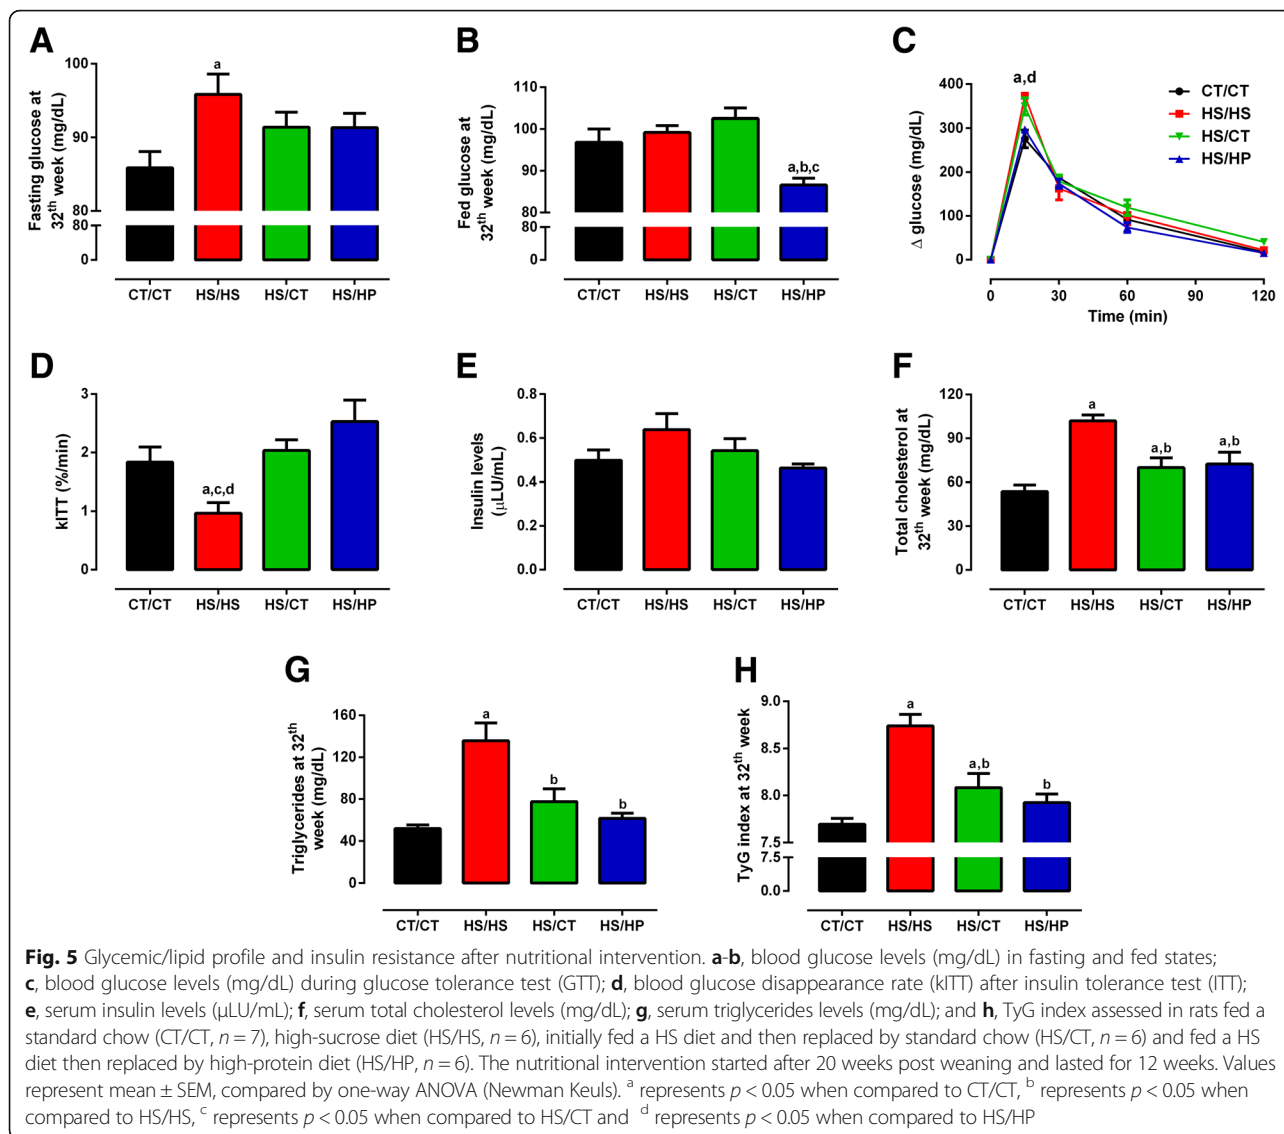 A
Fasting glucose at
32th week (mg/dL)
100
90
80
80
0
a
CT/CT HS/HS HS/CT HS/HP
B
Fed glucose at
32th week (mg/dL)
110
100
90
80
80
0
a,b,c
CT/CT HS/HS HS/CT HS/HP
C
Δ glucose (mg/dL)
400
300
200
100
0
a,d
CT/CT
HS/HS
HS/CT
HS/HP
0 30 60 90 120
Time (min)
D
kITT (%/min)
3
2
1
0
a,c,d
CT/CT HS/HS HS/CT HS/HP
E
Insulin levels
(µLU/mL)
0.8
0.6
0.4
0.2
0.0
CT/CT HS/HS HS/CT HS/HP
F
Total cholesterol at
32th week (mg/dL)
120
90
60
30
0
a
a,b
a,b
CT/CT HS/HS HS/CT HS/HP
G
Triglycerides at 32th
week (mg/dL)
160
120
80
40
0
a
b
b
CT/CT HS/HS HS/CT HS/HP
H
TyG index at 32th week
9.0
8.5
8.0
7.5
7.5
0.0
a
a,b
b
CT/CT HS/HS HS/CT HS/HP
Fig. 5 Glycemic/lipid profile and insulin resistance after nutritional intervention. a-b, blood glucose levels (mg/dL) in fasting and fed states;
c, blood glucose levels (mg/dL) during glucose tolerance test (GTT); d, blood glucose disappearance rate (kITT) after insulin tolerance test (ITT);
e, serum insulin levels (µLU/mL); f, serum total cholesterol levels (mg/dL); g, serum triglycerides levels (mg/dL); and h, TyG index assessed in rats fed a
standard chow (CT/CT, n = 7), high-sucrose diet (HS/HS, n = 6), initially fed a HS diet and then replaced by standard chow (HS/CT, n = 6) and fed a HS
diet then replaced by high-protein diet (HS/HP, n = 6). The nutritional intervention started after 20 weeks post weaning and lasted for 12 weeks. Values
represent mean ± SEM, compared by one-way ANOVA (Newman Keuls). a represents p < 0.05 when compared to CT/CT, b represents p < 0.05 when
compared to HS/HS, c represents p < 0.05 when compared to HS/CT and d represents p < 0.05 when compared to HS/HP